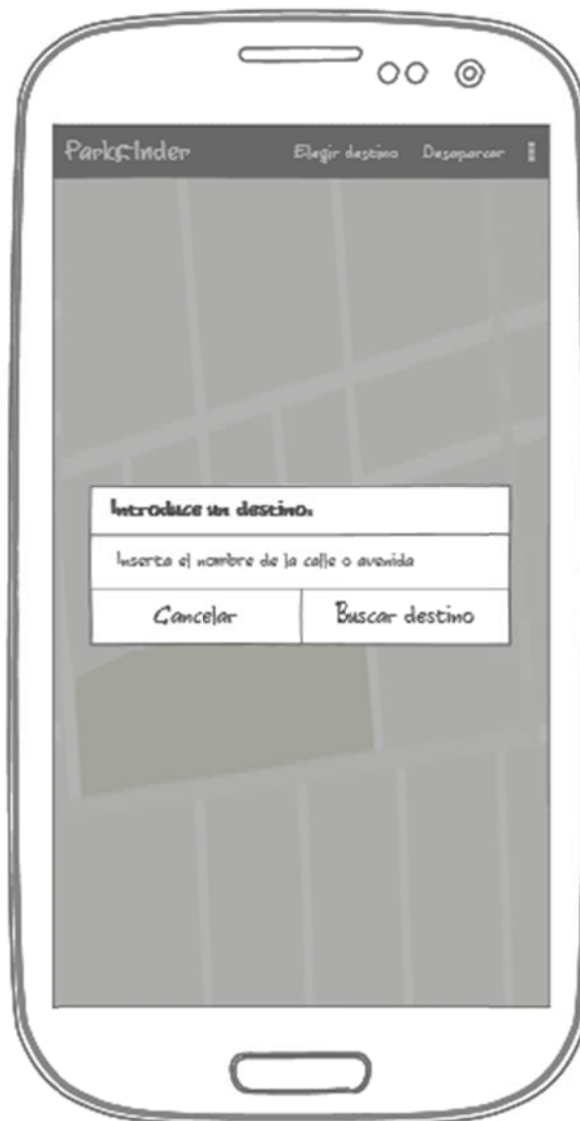 ParkfInder Elegir destino Desaparcar
Introduce un destino:
Inserta el nombre de la calle o avenida
Cancelar Buscar destino